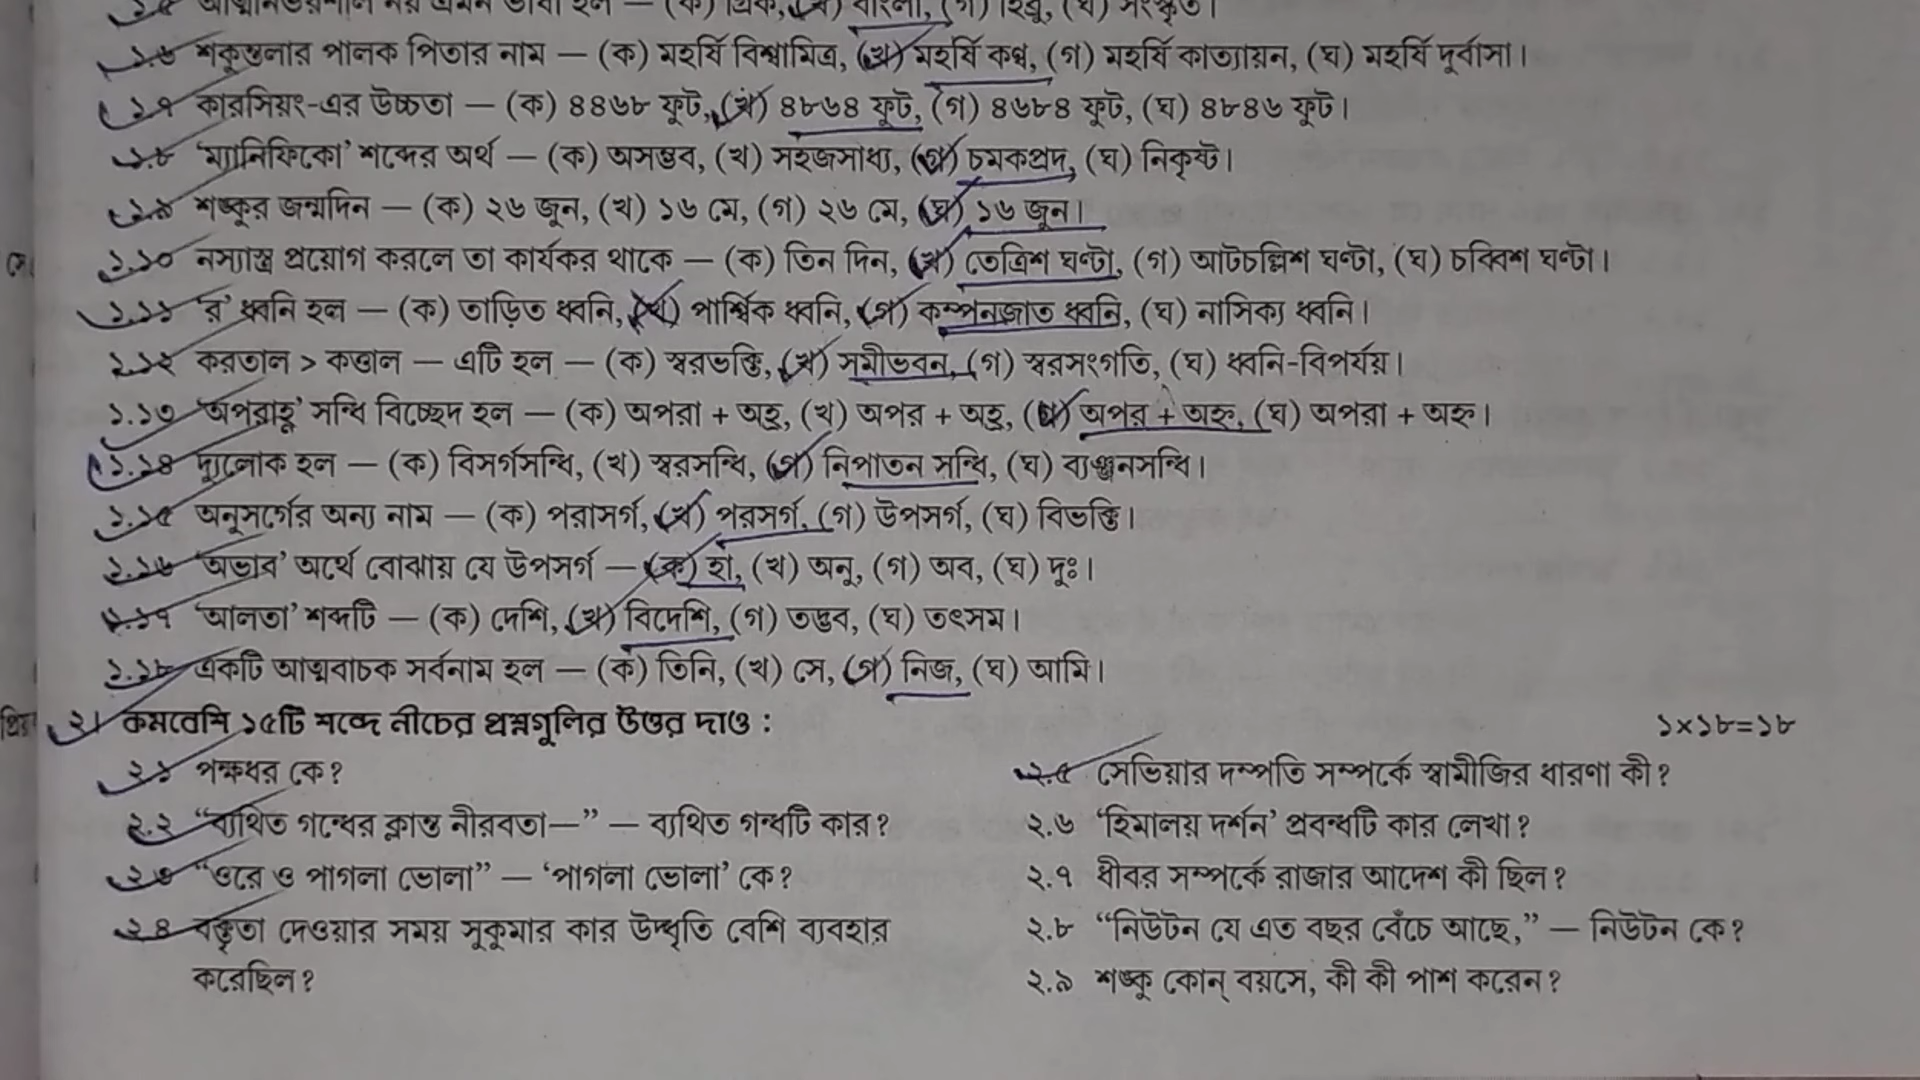 ১.৫ আত্মনির্ভরশীল নয় এমন ভাষা হল — (ক) গ্রিক, (খ) বাংলা, (গ) হিব্রু, (ঘ) সংস্কৃত।
১.৬ শকুন্তলার পালক পিতার নাম — (ক) মহর্ষি বিশ্বামিত্র, (খ) মহর্ষি কণ্ব, (গ) মহর্ষি কাত্যায়ন, (ঘ) মহর্ষি দুর্বাসা।
১.৭ কারসিয়ং-এর উচ্চতা — (ক) ৪৪৬৮ ফুট, (খ) ৪৮৬৪ ফুট, (গ) ৪৬৮৪ ফুট, (ঘ) ৪৮৪৬ ফুট।
১.৮ 'ম্যানিফিকো' শব্দের অর্থ — (ক) অসম্ভব, (খ) সহজসাধ্য, (গ) চমকপ্রদ, (ঘ) নিকৃষ্ট।
১.৯ শঙ্কুর জন্মদিন — (ক) ২৬ জুন, (খ) ১৬ মে, (গ) ২৬ মে, (ঘ) ১৬ জুন।
১.১০ নস্যাস্ত্র প্রয়োগ করলে তা কার্যকর থাকে — (ক) তিন দিন, (খ) তেত্রিশ ঘণ্টা, (গ) আটচল্লিশ ঘণ্টা, (ঘ) চব্বিশ ঘণ্টা।
১.১১ 'র' ধ্বনি হল — (ক) তাড়িত ধ্বনি, (খ) পার্শ্বিক ধ্বনি, (গ) কম্পনজাত ধ্বনি, (ঘ) নাসিক্য ধ্বনি।
১.১২ করতাল > কত্তাল — এটি হল — (ক) স্বরভক্তি, (খ) সমীভবন, (গ) স্বরসংগতি, (ঘ) ধ্বনি-বিপর্যয়।
১.১৩ 'অপরাহ্ণ' সন্ধি বিচ্ছেদ হল — (ক) অপরা + অহ্ণ, (খ) অপর + অহ্ণ, (গ) অপর + অহ্ন, (ঘ) অপরা + অহ্ন।
১.১৪ দ্যুলোক হল — (ক) বিসর্গসন্ধি, (খ) স্বরসন্ধি, (গ) নিপাতন সন্ধি, (ঘ) ব্যঞ্জনসন্ধি।
১.১৫ অনুসর্গের অন্য নাম — (ক) পরাসর্গ, (খ) পরসর্গ, (গ) উপসর্গ, (ঘ) বিভক্তি।
১.১৬ 'অভাব' অর্থে বোঝায় যে উপসর্গ — (ক) হা, (খ) অনু, (গ) অব, (ঘ) দুঃ।
১.১৭ 'আলতা' শব্দটি — (ক) দেশি, (খ) বিদেশি, (গ) তদ্ভব, (ঘ) তৎসম।
১.১৮ একটি আত্মবাচক সর্বনাম হল — (ক) তিনি, (খ) সে, (গ) নিজ, (ঘ) আমি।
২। কমবেশি ১৫টি শব্দে নীচের প্রশ্নগুলির উত্তর দাও : ১×১৮=১৮
২.১ পক্ষধর কে?
২.২ "ব্যথিত গন্ধের ক্লান্ত নীরবতা—" — ব্যথিত গন্ধটি কার?
২.৩ "ওরে ও পাগলা ভোলা" — 'পাগলা ভোলা' কে?
২.৪ বক্তৃতা দেওয়ার সময় সুকুমার কার উদ্ধৃতি বেশি ব্যবহার
করেছিল?
২.৫ সেভিয়ার দম্পতি সম্পর্কে স্বামীজির ধারণা কী?
২.৬ 'হিমালয় দর্শন' প্রবন্ধটি কার লেখা?
২.৭ ধীবর সম্পর্কে রাজার আদেশ কী ছিল?
২.৮ "নিউটন যে এত বছর বেঁচে আছে," — নিউটন কে?
২.৯ শঙ্কু কোন্ বয়সে, কী কী পাশ করেন?